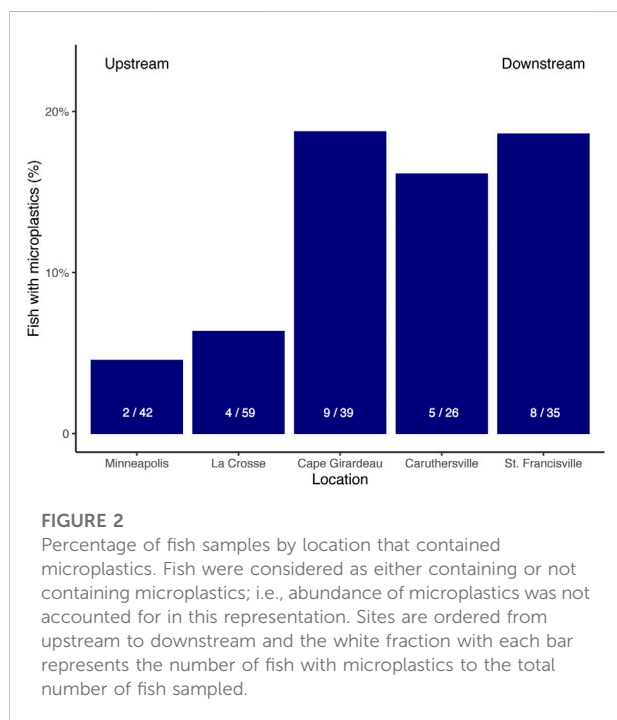 Upstream
Downstream
Fish with microplastics (%)
20%
10%
0
2 / 42
4 / 59
9 / 39
5 / 26
8 / 35
Minneapolis
La Crosse
Cape Girardeau
Caruthersville
St. Francisville
Location
FIGURE 2
Percentage of fish samples by location that contained
microplastics. Fish were considered as either containing or not
containing microplastics; i.e., abundance of microplastics was not
accounted for in this representation. Sites are ordered from
upstream to downstream and the white fraction with each bar
represents the number of fish with microplastics to the total
number of fish sampled.